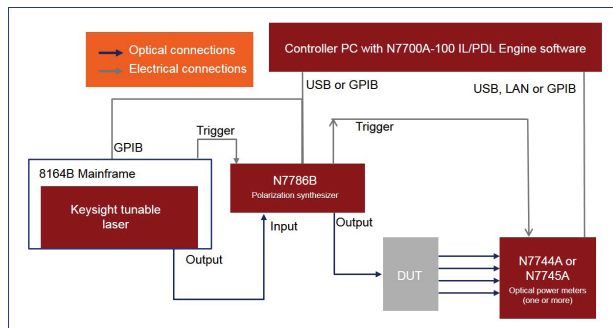 Optical connections
Electrical connections
Controller PC with N7700A-100 IL/PDL Engine software
USB or GPIB
USB, LAN or GPIB
GPIB
Trigger
Trigger
8164B Mainframe
Keysight tunable
laser
N7786B
Polarization synthesizer
Input
Output
Output
DUT
N7744A or
N7745A
Optical power meters
(one or more)